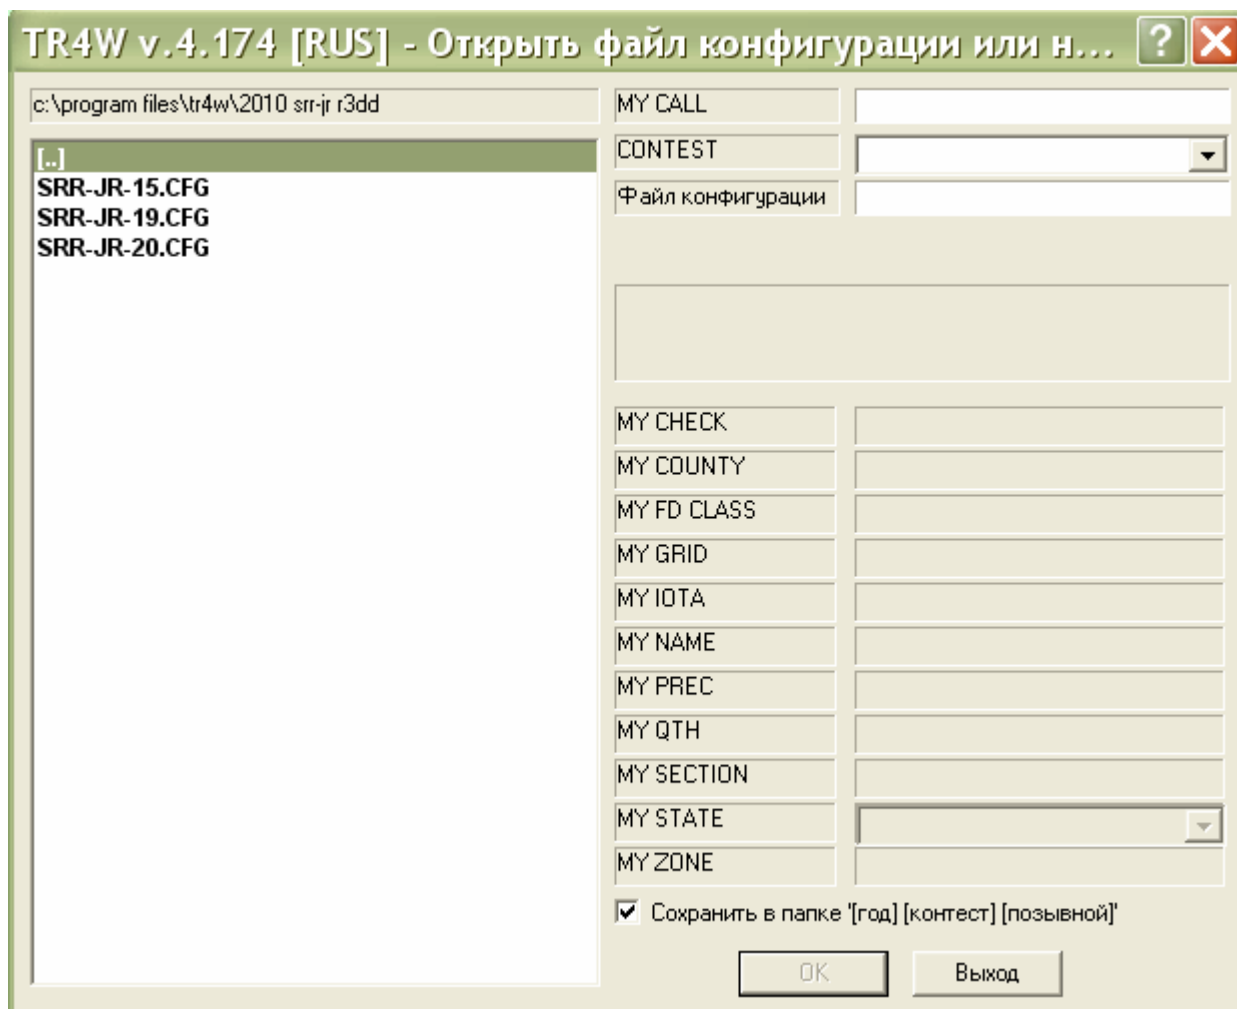 TR4W v.4.174 [RUS] - Открыть файл конфигурации или н...
c:\program files\tr4w\2010 srr-jr r3dd
[..]
SRR-JR-15.CFG
SRR-JR-19.CFG
SRR-JR-20.CFG
MY CALL
CONTEST
Файл конфигурации
MY CHECK
MY COUNTY
MY FD CLASS
MY GRID
MY IOTA
MY NAME
MY PREC
MY QTH
MY SECTION
MY STATE
MY ZONE
Сохранить в папке '[год] [контест] [позывной]'
OK
Выход